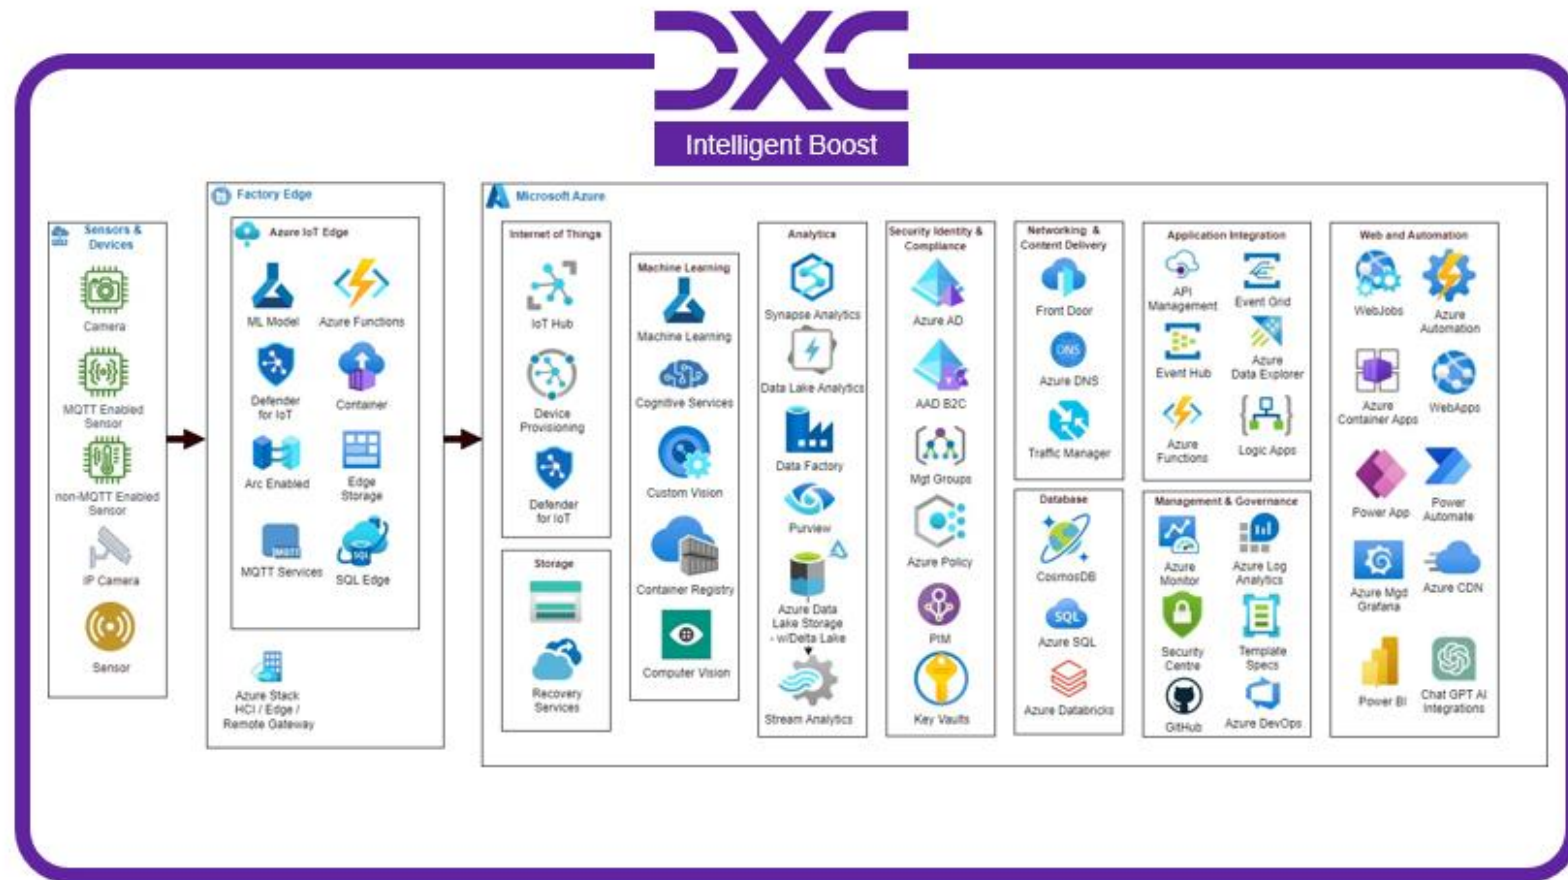 DXC
Intelligent Boost
Sensors &
Devices
Camera
MQTT Enabled
Sensor
non-MQTT Enabled
Sensor
IP Camera
Sensor
Factory Edge
Azure IoT Edge
ML Model
Azure Functions
Defender
for IoT
Container
Arc Enabled
Edge
Storage
MQTT
MQTT Services
SQL
SQL Edge
Azure Stack
HCI / Edge /
Remote Gateway
Microsoft Azure
Internet of Things
IoT Hub
Device
Provisioning
Defender
for IoT
Storage
Recovery
Services
Machine Learning
Machine Learning
Cognitive Services
Custom Vision
Container Registry
Computer Vision
Analytics
Synapse Analytics
Data Lake Analytics
Data Factory
Purview
Azure Data
Lake Storage
- w/Delta Lake
Stream Analytics
Security Identity &
Compliance
Azure AD
AAD B2C
Mgt Groups
Azure Policy
PIM
Key Vaults
Networking &
Content Delivery
Front Door
DNS
Azure DNS
Traffic Manager
Database
CosmosDB
SQL
Azure SQL
Azure Databricks
Application Integration
API
Management
Event Grid
Event Hub
Azure
Data Explorer
Azure
Functions
Logic Apps
Management & Governance
Azure
Monitor
Azure Log
Analytics
Security
Centre
Template
Specs
GitHub
Azure DevOps
Web and Automation
WebJobs
Azure
Automation
Azure
Container Apps
WebApps
Power App
Power
Automate
Azure Mgd
Grafana
Azure CDN
Power BI
Chat GPT AI
Integrations